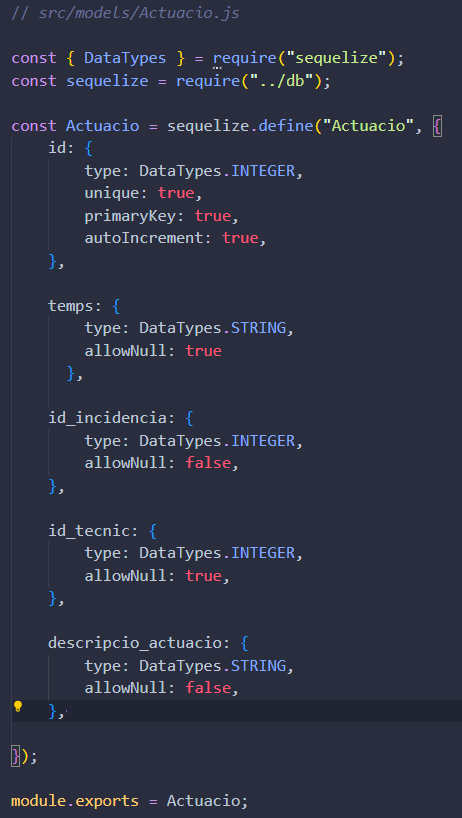 // src/models/Actuacio.js
const { DataTypes } = require("sequelize");
const sequelize = require("../db");
const Actuacio = sequelize.define("Actuacio", {
id: {
type: DataTypes.INTEGER,
unique: true,
primaryKey: true,
autoIncrement: true,
},
temps: {
type: DataTypes.STRING,
allowNull: true
},
id_incidencia: {
type: DataTypes.INTEGER,
allowNull: false,
},
id_tecnic: {
type: DataTypes.INTEGER,
allowNull: true,
},
descripcio_actuacio: {
type: DataTypes.STRING,
allowNull: false,
},
});
module.exports = Actuacio;